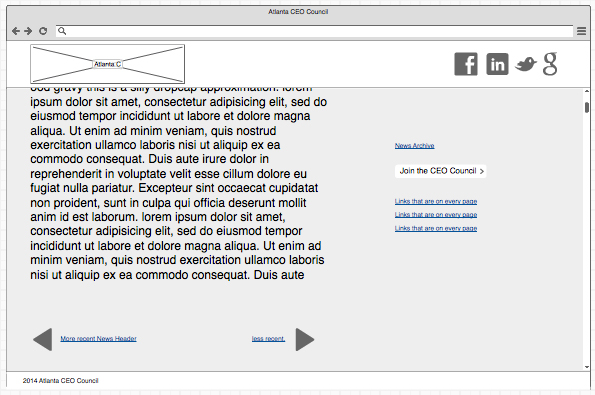 Atlanta CEO Council
Atlanta C
ood gravy this is a silly dropcap approximation. lorem
ipsum dolor sit amet, consectetur adipisicing elit, sed do
eiusmod tempor incididunt ut labore et dolore magna
aliqua. Ut enim ad minim veniam, quis nostrud
exercitation ullamco laboris nisi ut aliquip ex ea
commodo consequat. Duis aute irure dolor in
reprehenderit in voluptate velit esse cillum dolore eu
fugiat nulla pariatur. Excepteur sint occaecat cupidatat
non proident, sunt in culpa qui officia deserunt mollit
anim id est laborum. lorem ipsum dolor sit amet,
consectetur adipisicing elit, sed do eiusmod tempor
incididunt ut labore et dolore magna aliqua. Ut enim ad
minim veniam, quis nostrud exercitation ullamco laboris
nisi ut aliquip ex ea commodo consequat. Duis aute
News Archive
Join the CEO Council >
Links that are on every page
Links that are on every page
Links that are on every page
More recent News Header
less recent.
2014 Atlanta CEO Council